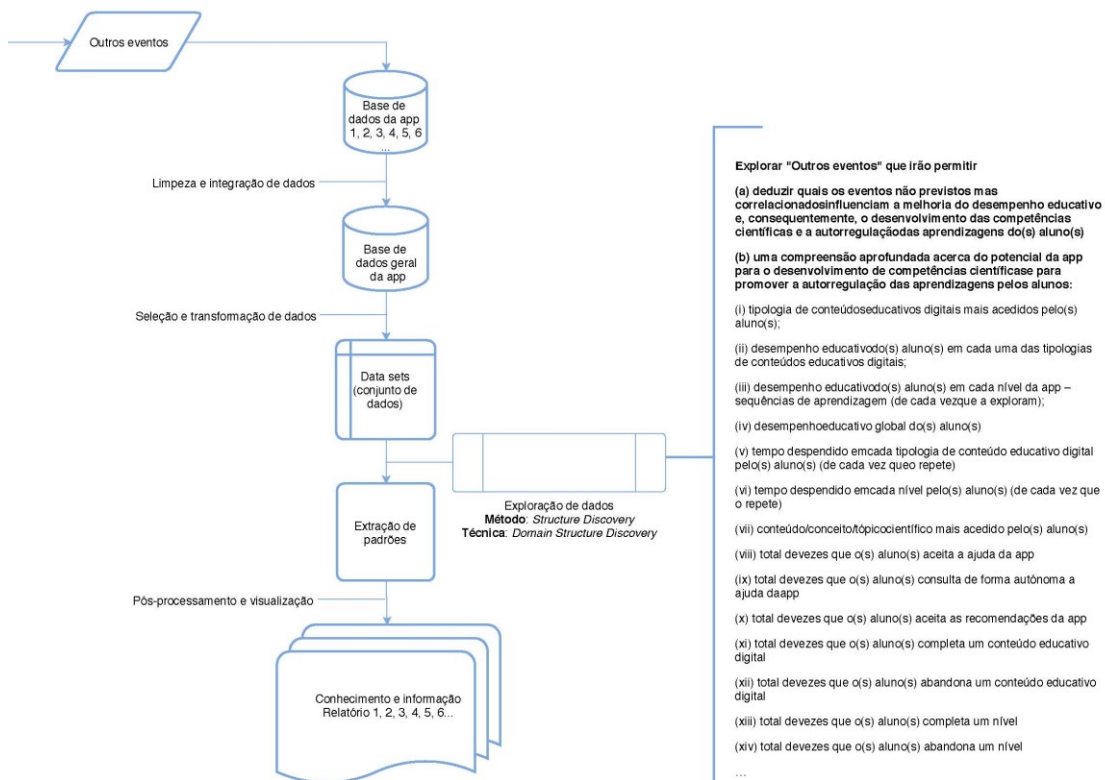 Outros eventos
Base de
dados da app
1, 2, 3, 4, 5, 6
...
Limpeza e integração de dados
Base de
dados geral
da app
Seleção e transformação de dados
Data sets
(conjunto de
dados)
Exploração de dados
Método: Structure Discovery
Técnica: Domain Structure Discovery
Extração de
padrões
Pós-processamento e visualização
Conhecimento e informação
Relatório 1, 2, 3, 4, 5, 6...
Explorar "Outros eventos" que irão permitir
(a) deduzir quais os eventos não previstos mas
correlacionadosinfluenciam a melhoria do desempenho educativo
e, consequentemente, o desenvolvimento das competências
científicas e a autorregulaçãodas aprendizagens do(s) aluno(s)
(b) uma compreensão aprofundada acerca do potencial da app
para o desenvolvimento de competências científicase para
promover a autorregulação das aprendizagens pelos alunos:
(i) tipologia de conteúdoseducativos digitais mais acedidos pelo(s)
aluno(s);
(ii) desempenho educativodo(s) aluno(s) em cada uma das tipologias
de conteúdos educativos digitais;
(iii) desempenho educativodo(s) aluno(s) em cada nível da app –
sequências de aprendizagem (de cada vezque a exploram);
(iv) desempenhoeducativo global do(s) aluno(s)
(v) tempo despendido emcada tipologia de conteúdo educativo digital
pelo(s) aluno(s) (de cada vez queo repete)
(vi) tempo despendido emcada nível pelo(s) aluno(s) (de cada vez que
o repete)
(vii) conteúdo/conceito/tópicocientífico mais acedido pelo(s) aluno(s)
(viii) total devezes que o(s) aluno(s) aceita a ajuda da app
(ix) total devezes que o(s) aluno(s) consulta de forma autónoma a
ajuda daapp
(x) total devezes que o(s) aluno(s) aceita as recomendações da app
(xi) total devezes que o(s) aluno(s) completa um conteúdo educativo
digital
(xii) total devezes que o(s) aluno(s) abandona um conteúdo educativo
digital
(xiii) total devezes que o(s) aluno(s) completa um nível
(xiv) total devezes que o(s) aluno(s) abandona um nível
...